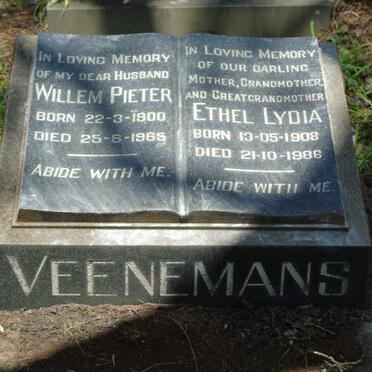 In Loving Memory
of my dear Husband
Willem Pieter
born 22-3-1900
Died 25-6-1965
Abide with me.
In Loving Memory
of our darling
Mother, Grandmother,
and Greatgrandmother
Ethel Lydia
born 13-05-1908
Died 21-10-1986
Abide with me.
Veenemans